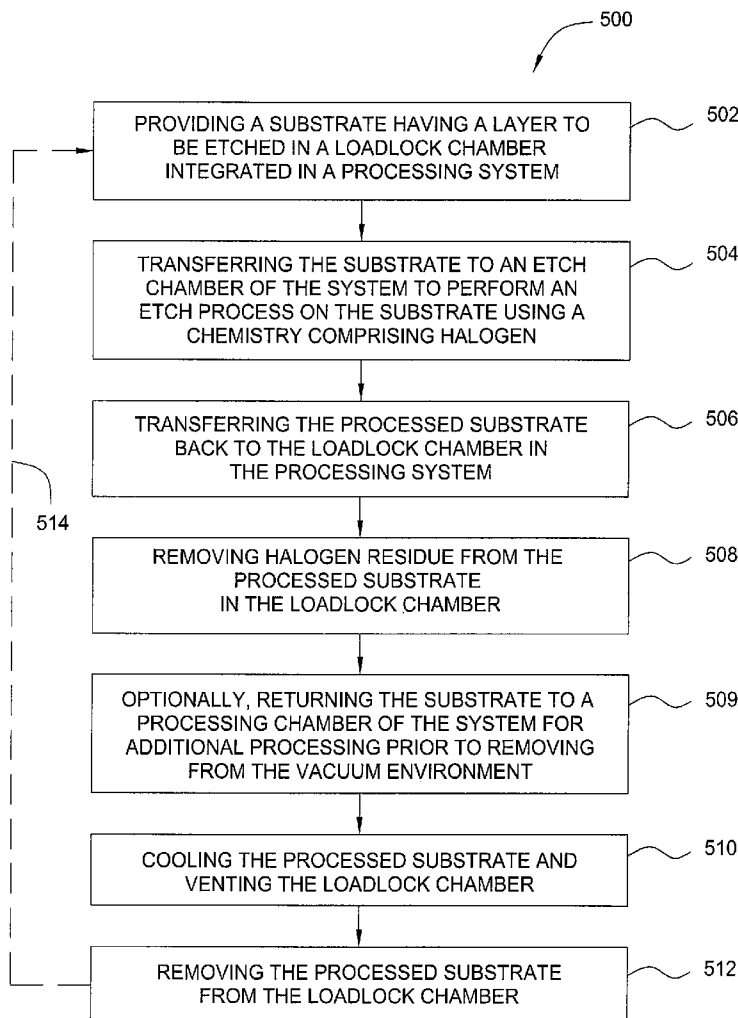 500
PROVIDING A SUBSTRATE HAVING A LAYER TO
BE ETCHED IN A LOADLOCK CHAMBER
INTEGRATED IN A PROCESSING SYSTEM
502
TRANSFERRING THE SUBSTRATE TO AN ETCH
CHAMBER OF THE SYSTEM TO PERFORM AN
ETCH PROCESS ON THE SUBSTRATE USING A
CHEMISTRY COMPRISING HALOGEN
504
TRANSFERRING THE PROCESSED SUBSTRATE
BACK TO THE LOADLOCK CHAMBER IN
THE PROCESSING SYSTEM
506
514
REMOVING HALOGEN RESIDUE FROM THE
PROCESSED SUBSTRATE
IN THE LOADLOCK CHAMBER
508
OPTIONALLY, RETURNING THE SUBSTRATE TO A
PROCESSING CHAMBER OF THE SYSTEM FOR
ADDITIONAL PROCESSING PRIOR TO REMOVING
FROM THE VACUUM ENVIRONMENT
509
COOLING THE PROCESSED SUBSTRATE AND
VENTING THE LOADLOCK CHAMBER
510
REMOVING THE PROCESSED SUBSTRATE
FROM THE LOADLOCK CHAMBER
512